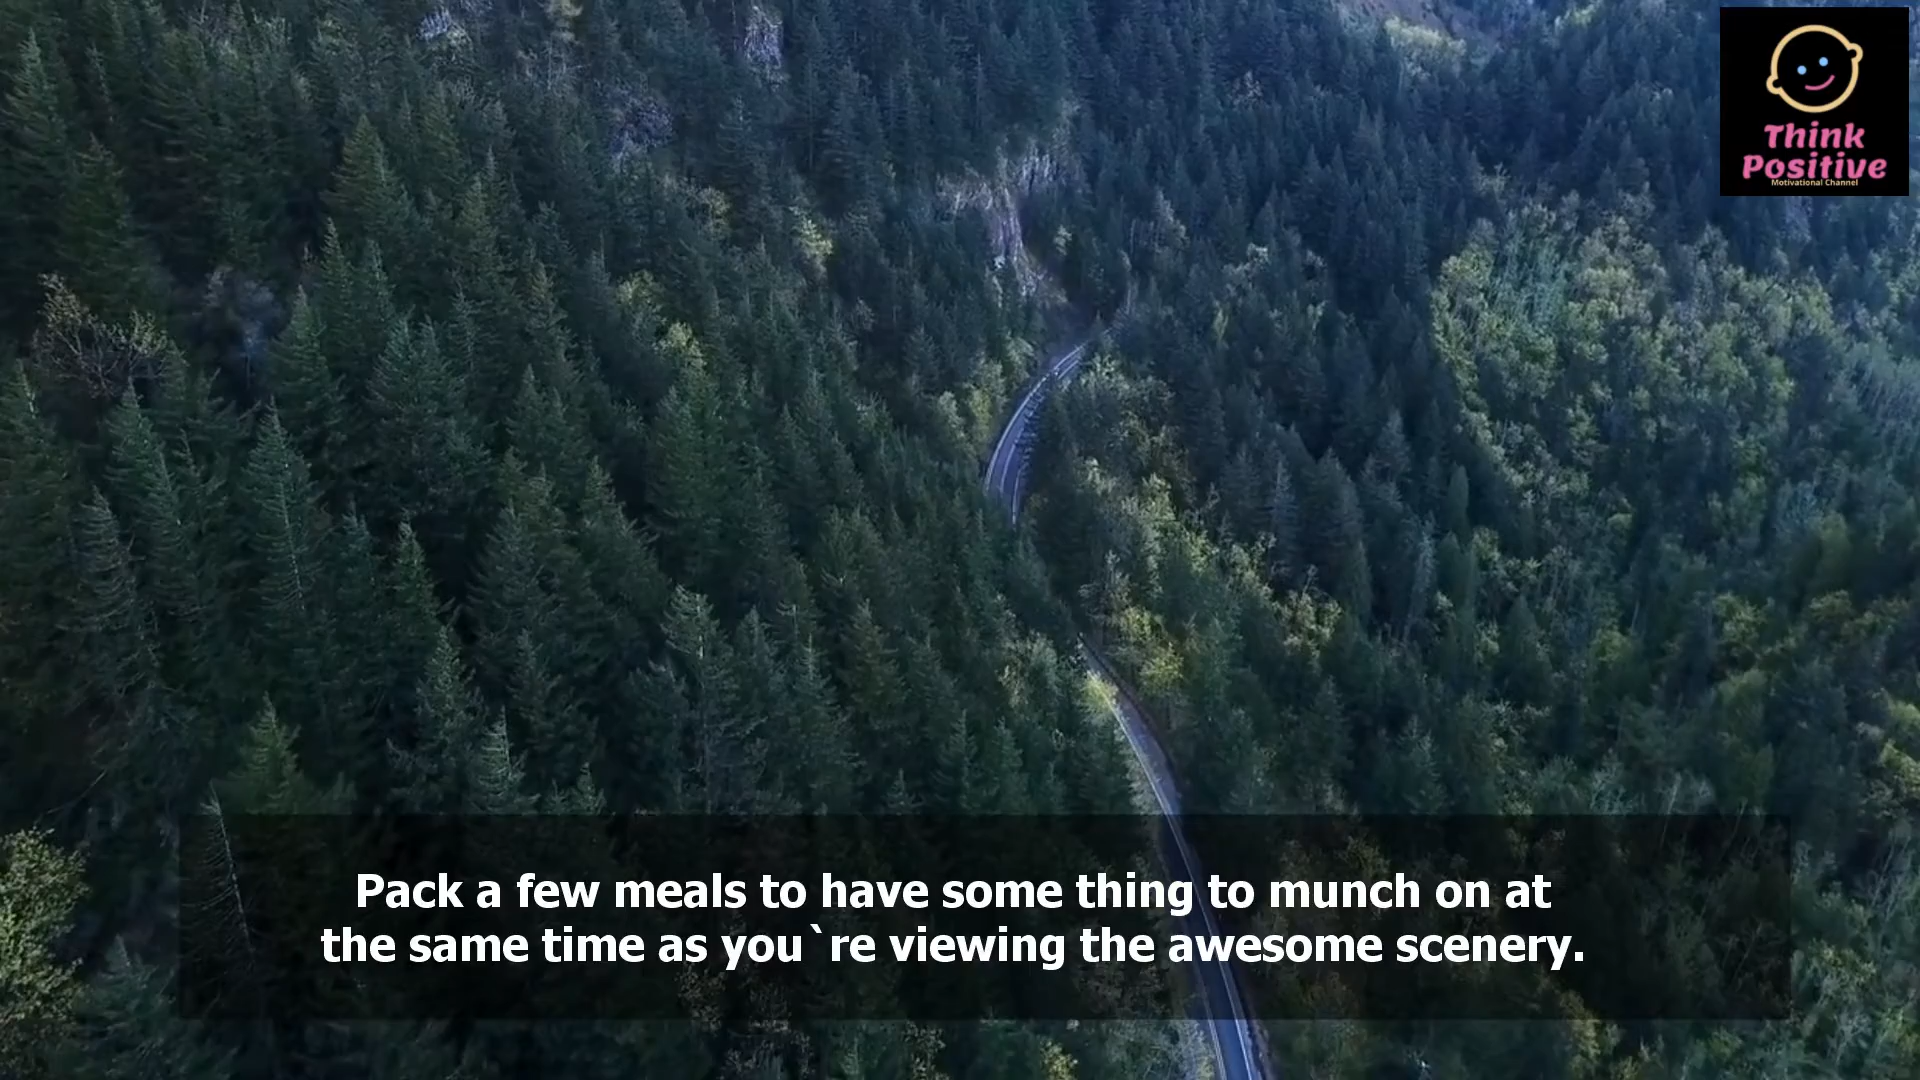 Think
Positive
Motivational Channel
Pack a few meals to have some thing to munch on at
the same time as you`re viewing the awesome scenery.